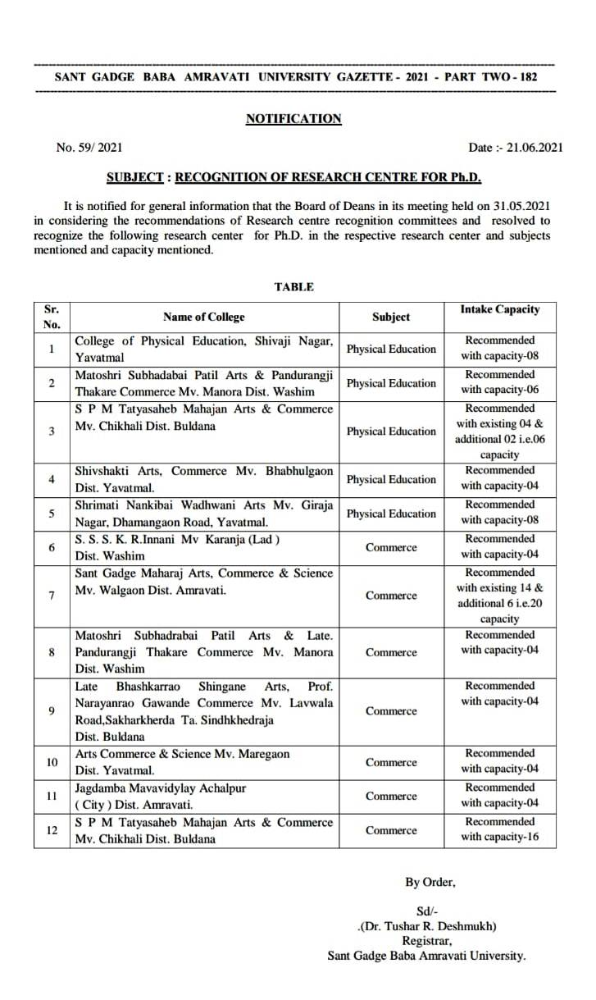 SANT GADGE BABA AMRAVATI UNIVERSITY GAZETTE - 2021 - PART TWO - 182
NOTIFICATION
No. 59/ 2021
Date :- 21.06.2021
SUBJECT : RECOGNITION OF RESEARCH CENTRE FOR Ph.D.
It is notified for general information that the Board of Deans in its meeting held on 31.05.2021
in considering the recommendations of Research centre recognition committees and resolved to
recognize the following research center for Ph.D. in the respective research center and subjects
mentioned and capacity mentioned.
TABLE
Sr.
No.
Name of College
Subject
Intake Capacity
1
College of Physical Education, Shivaji Nagar,
Yavatmal
Physical Education
Recommended
with capacity-08
2
Matoshri Subhadabai Patil Arts & Pandurangji
Thakare Commerce Mv. Manora Dist. Washim
Physical Education
Recommended
with capacity-06
3
S P M Tatyasaheb Mahajan Arts & Commerce
Mv. Chikhali Dist. Buldana
Physical Education
Recommended
with existing 04 &
additional 02 i.e.06
capacity
4
Shivshakti Arts, Commerce Mv. Bhabhulgaon
Dist. Yavatmal.
Physical Education
Recommended
with capacity-04
5
Shrimati Nankibai Wadhwani Arts Mv. Giraja
Nagar, Dhamangaon Road, Yavatmal.
Physical Education
Recommended
with capacity-08
6
S. S. S. K. R.Innani Mv Karanja (Lad )
Dist. Washim
Commerce
Recommended
with capacity-04
7
Sant Gadge Maharaj Arts, Commerce & Science
Mv. Walgaon Dist. Amravati.
Commerce
Recommended
with existing 14 &
additional 6 i.e.20
capacity
8
Matoshri Subhadrabai Patil Arts & Late.
Pandurangji Thakare Commerce Mv. Manora
Dist. Washim
Commerce
Recommended
with capacity-04
9
Late Bhashkarrao Shingane Arts, Prof.
Narayanrao Gawande Commerce Mv. Lavwala
Road,Sakharkherda Ta. Sindhkhedraja
Dist. Buldana
Commerce
Recommended
with capacity-04
10
Arts Commerce & Science Mv. Maregaon
Dist. Yavatmal.
Commerce
Recommended
with capacity-04
11
Jagdamba Mavavidylay Achalpur
( City ) Dist. Amravati.
Commerce
Recommended
with capacity-04
12
S P M Tatyasaheb Mahajan Arts & Commerce
Mv. Chikhali Dist. Buldana
Commerce
Recommended
with capacity-16
By Order,
Sd/-
.(Dr. Tushar R. Deshmukh)
Registrar,
Sant Gadge Baba Amravati University.